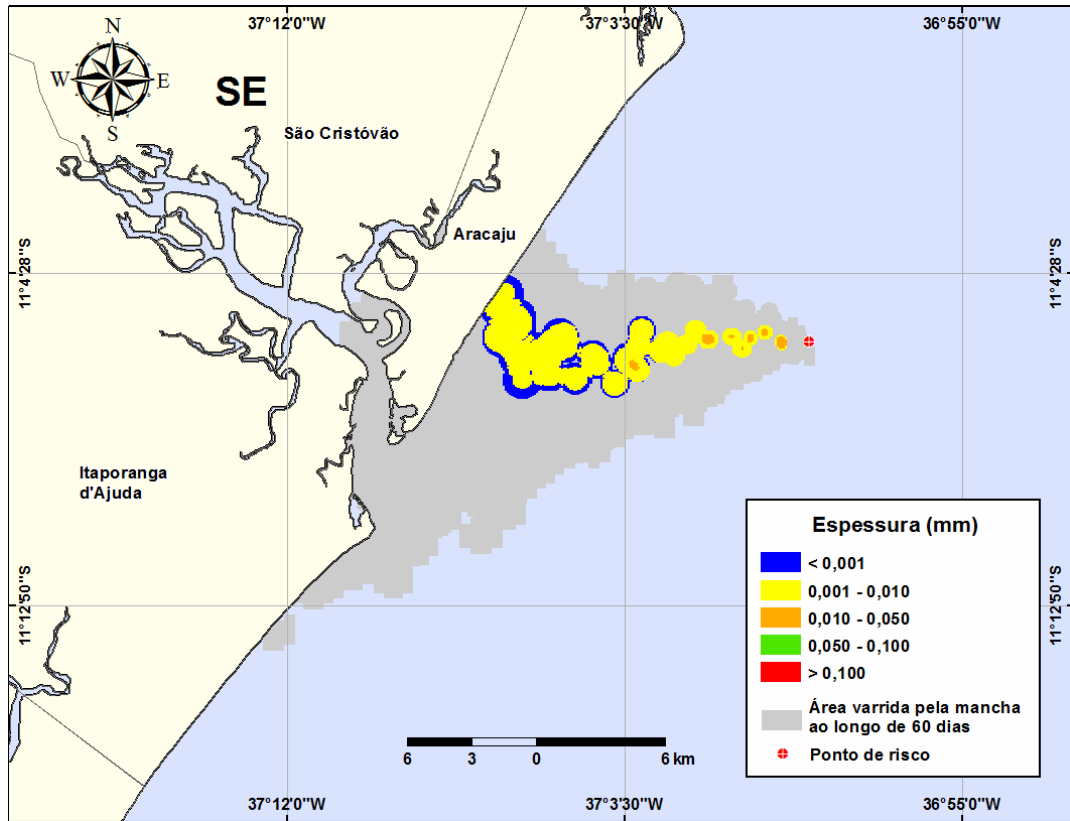 37°12'0"W
37°3'30"W
36°55'0"W
N
W
E
S
SE
São Cristóvão
Aracaju
11°4'28"S
11°4'28"S
Itaporanga
d'Ajuda
11°12'50"S
11°12'50"S
Espessura (mm)
< 0,001
0,001 - 0,010
0,010 - 0,050
0,050 - 0,100
> 0,100
Área varrida pela mancha
ao longo de 60 dias
Ponto de risco
6 3 0 6 km
37°12'0"W
37°3'30"W
36°55'0"W